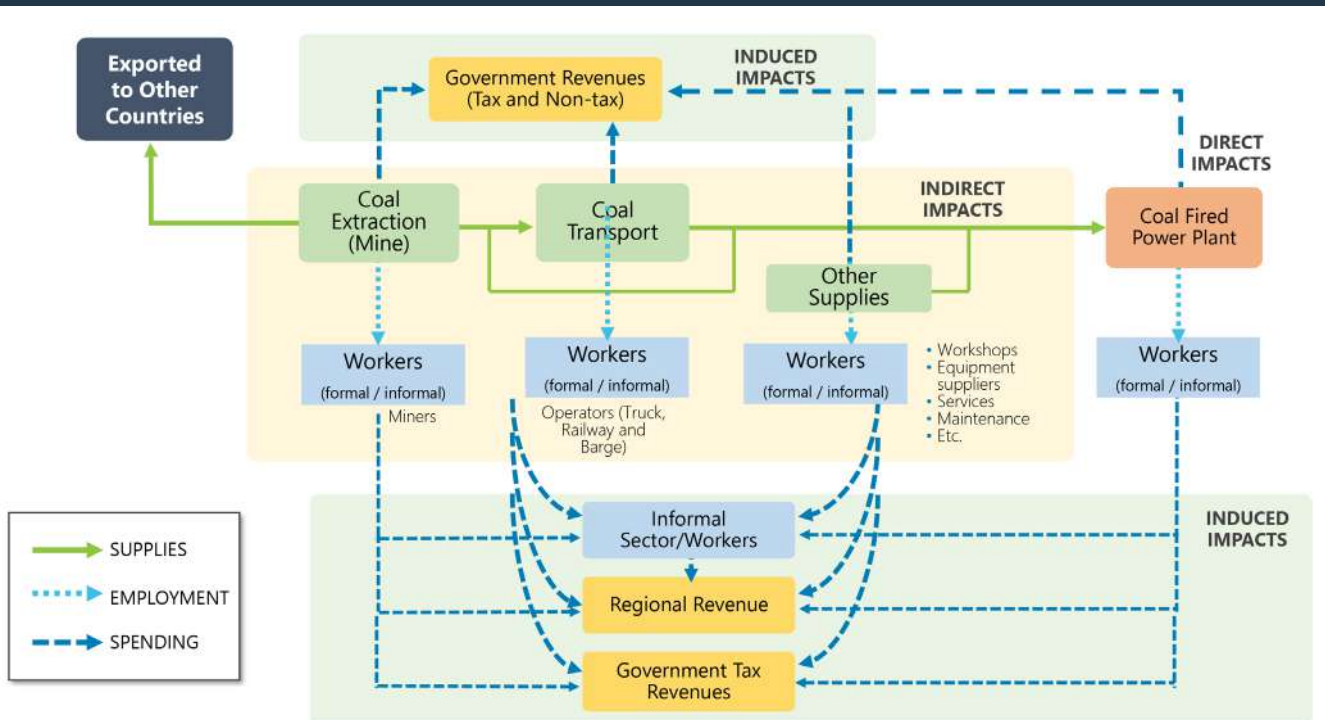 Exported
to Other
Countries
Government Revenues
(Tax and Non-tax)
INDUCED
IMPACTS
DIRECT
IMPACTS
Coal
Extraction
(Mine)
Coal
Transport
INDIRECT
IMPACTS
Coal Fired
Power Plant
Other
Supplies
Workers
(formal / informal)
Miners
Workers
(formal / informal)
Operators (Truck,
Railway and
Barge)
Workers
(formal / informal)
• Workshops
• Equipment
suppliers
• Services
• Maintenance
• Etc.
Workers
(formal / informal)
Informal
Sector/Workers
INDUCED
IMPACTS
Regional Revenue
Government Tax
Revenues
SUPPLIES
EMPLOYMENT
SPENDING